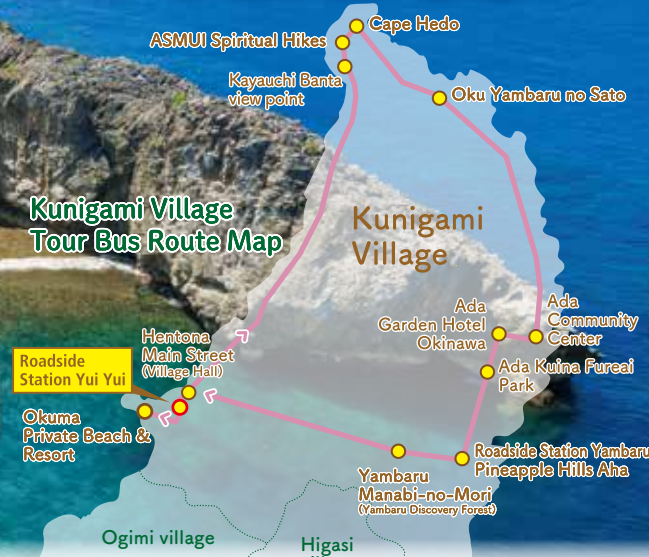 Cape Hedo
ASMUI Spiritual Hikes
Kayauchi Banta
view point
Oku Yambaru no Sato
Kunigami Village
Tour Bus Route Map
Kunigami
Village
Ada
Garden Hotel
Okinawa
Ada
Community
Center
Hentona
Main Street
(Village Hall)
Roadside
Station Yui Yui
Ada Kuina Fureai
Park
Okuma
Private Beach &
Resort
Roadside Station Yambaru
Pineapple Hills Aha
Yambaru
Manabi-no-Mori
(Yambaru Discovery Forest)
Ogimi village
Higasi